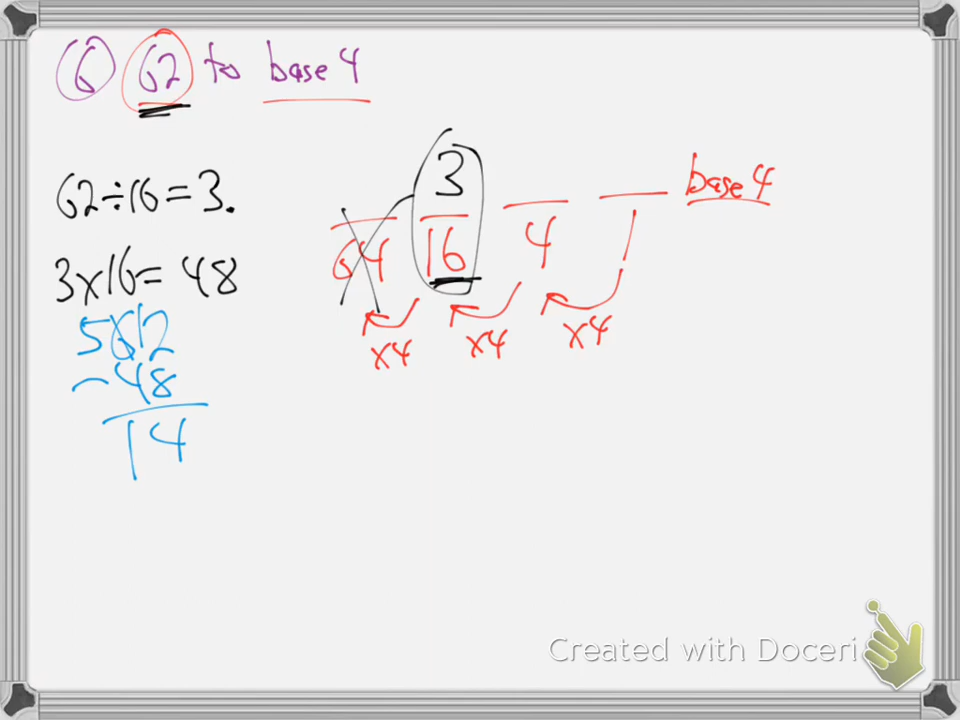 6 62 to base 4
62÷16=3.
3x16=48
5612
-48
14
3 base 4
64 16 4 1
x4 x4 x4
Created with Doceri